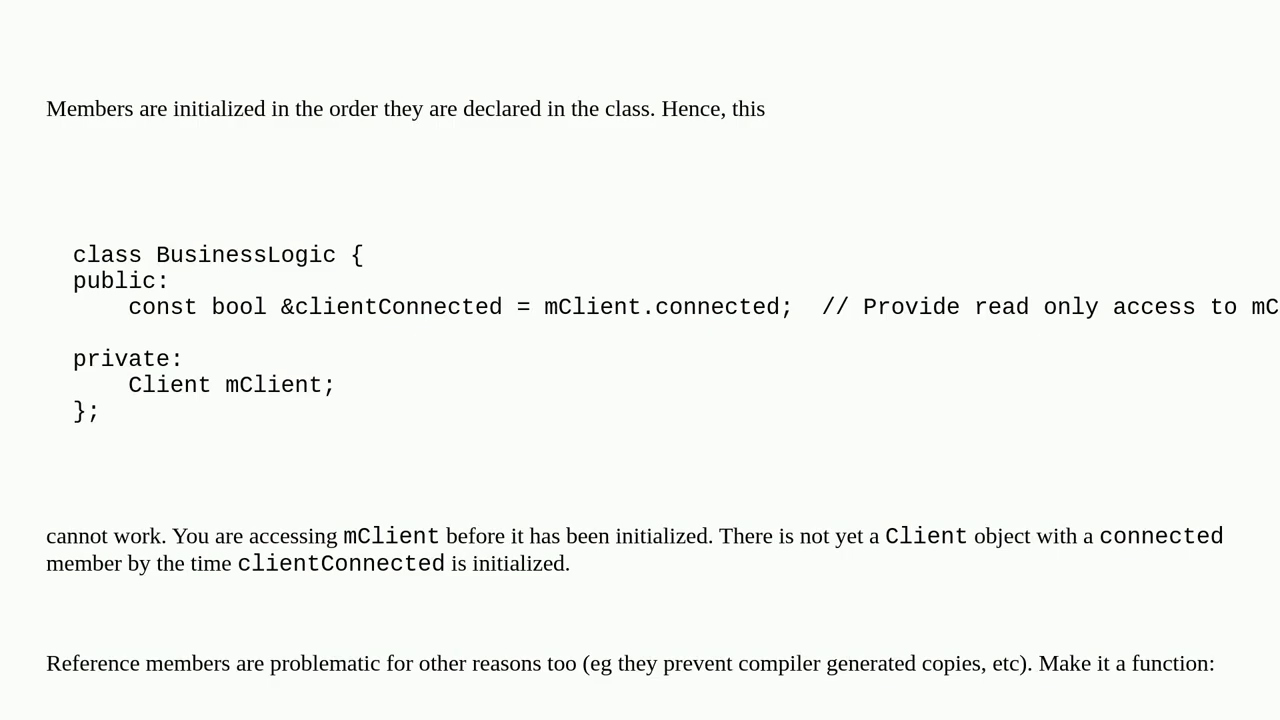 Members are initialized in the order they are declared in the class. Hence, this
class BusinessLogic {
public:
    const bool &clientConnected = mClient.connected;  // Provide read only access to mC
private:
    Client mClient;
};
cannot work. You are accessing mClient before it has been initialized. There is not yet a Client object with a connected
member by the time clientConnected is initialized.
Reference members are problematic for other reasons too (eg they prevent compiler generated copies, etc). Make it a function: